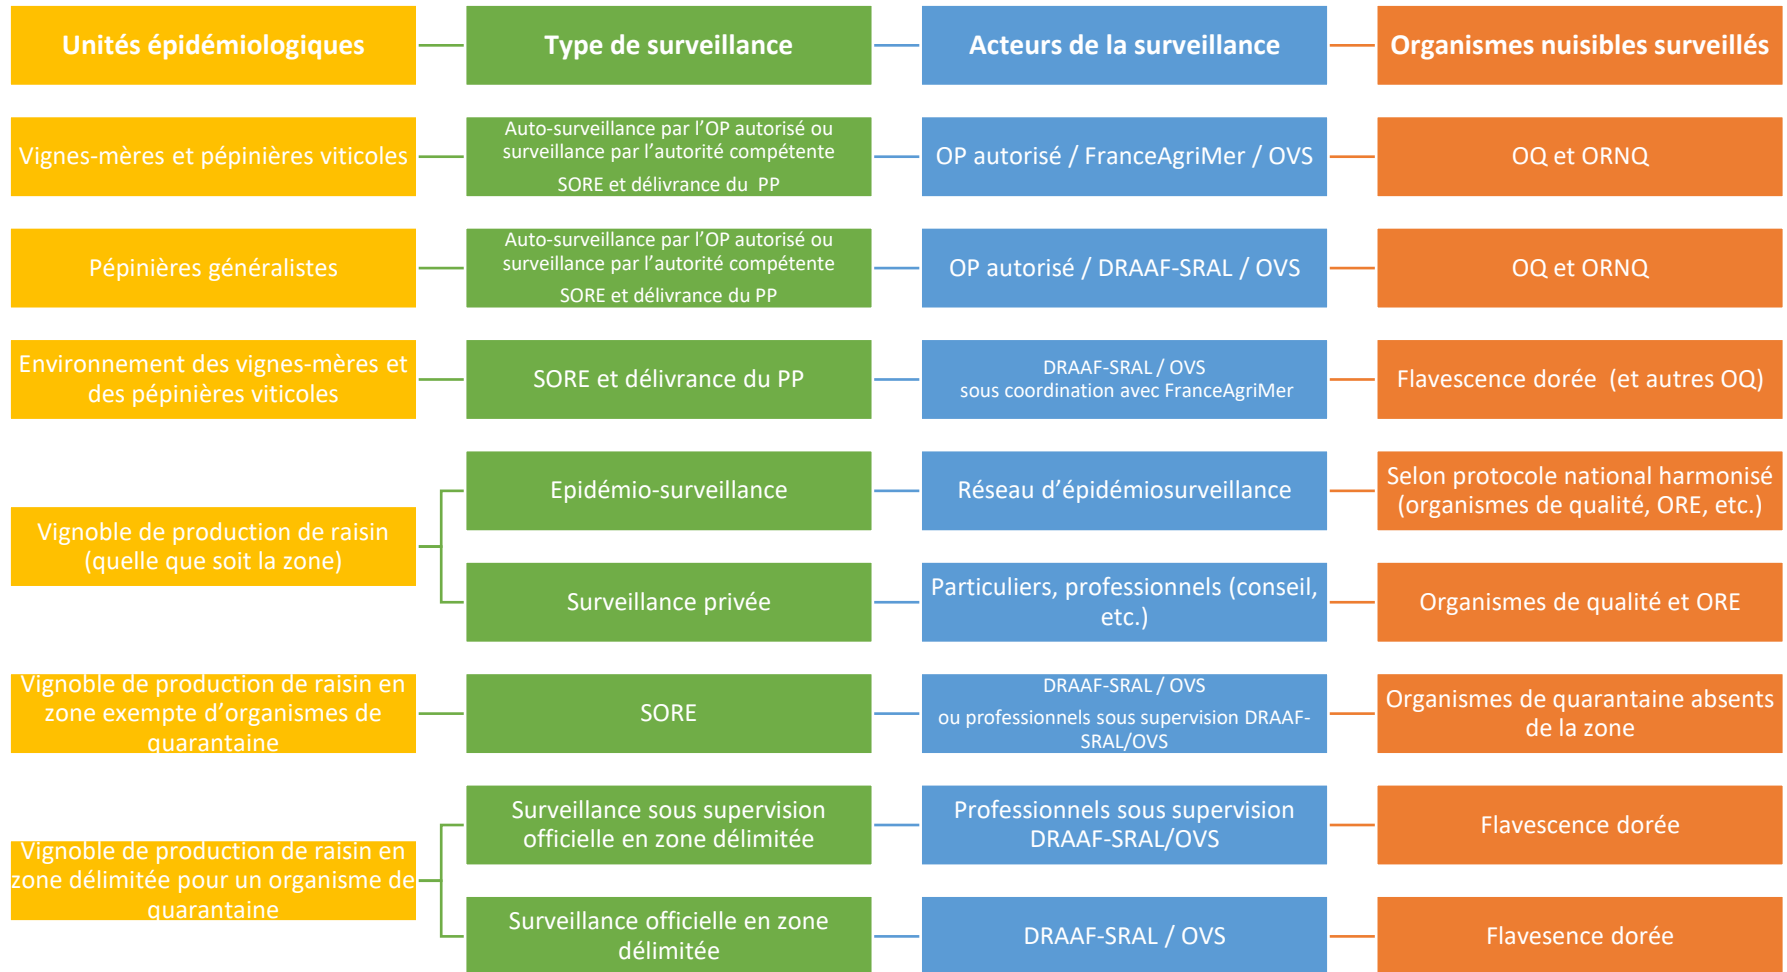 Unités épidémiologiques
Type de surveillance
Acteurs de la surveillance
Organismes nuisibles surveillés
Vignes-mères et pépinières viticoles
Auto-surveillance par l'OP autorisé ou
surveillance par l'autorité compétente
SORE et délivrance du PP
OP autorisé / FranceAgriMer / OVS
OQ et ORNQ
Pépinières généralistes
Auto-surveillance par l'OP autorisé ou
surveillance par l'autorité compétente
SORE et délivrance du PP
OP autorisé / DRAAF-SRAL / OVS
OQ et ORNQ
Environnement des vignes-mères et
des pépinières viticoles
SORE et délivrance du PP
DRAAF-SRAL / OVS
sous coordination avec FranceAgriMer
Flavescence dorée (et autres OQ)
Vignoble de production de raisin
(quelle que soit la zone)
Epidémio-surveillance
Réseau d'épidémiosurveillance
Selon protocole national harmonisé
(organismes de qualité, ORE, etc.)
Surveillance privée
Particuliers, professionnels (conseil,
etc.)
Organismes de qualité et ORE
Vignoble de production de raisin en
zone exempte d'organismes de
quarantaine
SORE
DRAAF-SRAL / OVS
ou professionnels sous supervision DRAAF-
SRAL/OVS
Organismes de quarantaine absents
de la zone
Vignoble de production de raisin en
zone délimitée pour un organisme de
quarantaine
Surveillance sous supervision
officielle en zone délimitée
Professionnels sous supervision
DRAAF-SRAL/OVS
Flavescence dorée
Surveillance officielle en zone
délimitée
DRAAF-SRAL / OVS
Flavesence dorée